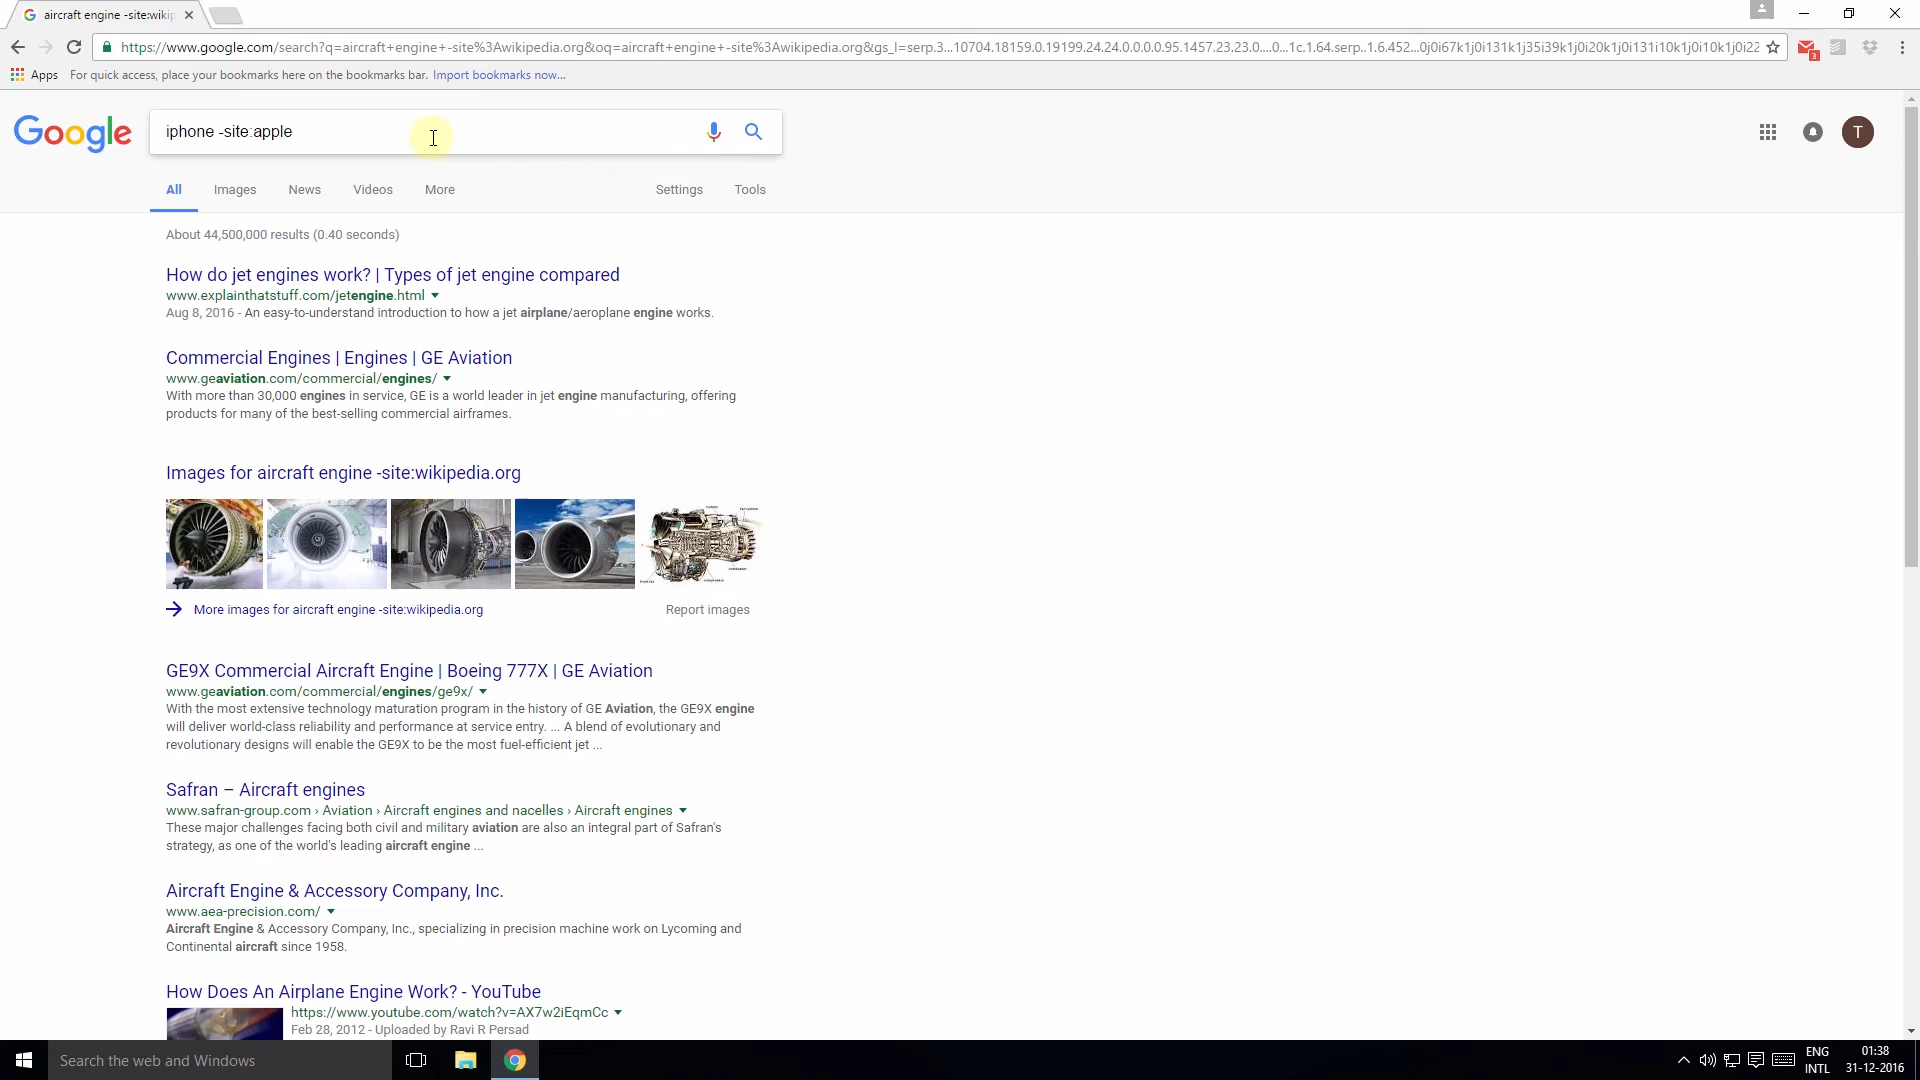 aircraft engine -site:wikip
https://www.google.com/search?q=aircraft+engine+-site%3Awikipedia.org&oq=aircraft+engine+-site%3Awikipedia.org&gs_l=serp.3...10704.18159.0.19199.24.24.0.0.0.0.95.1457.23.23.0....0...1c.1.64.serp..1.6.452...0j0i67k1j0i131k1j35i39k1j0i20k1j0i131i10k1j0i10k1j0i22
3
Apps For quick access, place your bookmarks here on the bookmarks bar. Import bookmarks now...
Google
iphone -site:apple
T
All Images News Videos More Settings Tools
About 44,500,000 results (0.40 seconds)
How do jet engines work? | Types of jet engine compared
www.explainthatstuff.com/jetengine.html
Aug 8, 2016 - An easy-to-understand introduction to how a jet airplane/aeroplane engine works.
Commercial Engines | Engines | GE Aviation
www.geaviation.com/commercial/engines/
With more than 30,000 engines in service, GE is a world leader in jet engine manufacturing, offering
products for many of the best-selling commercial airframes.
Images for aircraft engine -site:wikipedia.org
More images for aircraft engine -site:wikipedia.org Report images
GE9X Commercial Aircraft Engine | Boeing 777X | GE Aviation
www.geaviation.com/commercial/engines/ge9x/
With the most extensive technology maturation program in the history of GE Aviation, the GE9X engine
will deliver world-class reliability and performance at service entry. ... A blend of evolutionary and
revolutionary designs will enable the GE9X to be the most fuel-efficient jet ...
Safran – Aircraft engines
www.safran-group.com › Aviation › Aircraft engines and nacelles › Aircraft engines
These major challenges facing both civil and military aviation are also an integral part of Safran's
strategy, as one of the world's leading aircraft engine ...
Aircraft Engine & Accessory Company, Inc.
www.aea-precision.com/
Aircraft Engine & Accessory Company, Inc., specializing in precision machine work on Lycoming and
Continental aircraft since 1958.
How Does An Airplane Engine Work? - YouTube
https://www.youtube.com/watch?v=AX7w2iEqmCc
Feb 28, 2012 - Uploaded by Ravi R Persad
Search the web and Windows
ENG
INTL
01:38
31-12-2016